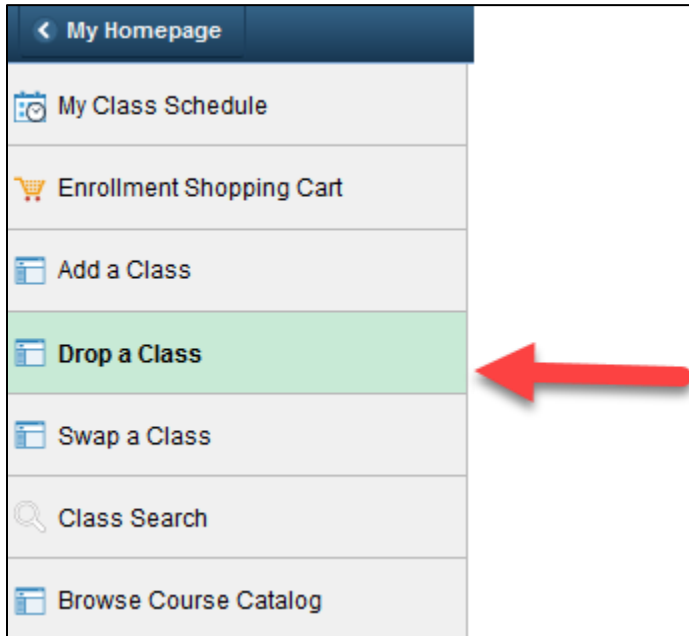 My Homepage
My Class Schedule
Enrollment Shopping Cart
Add a Class
Drop a Class
Swap a Class
Class Search
Browse Course Catalog